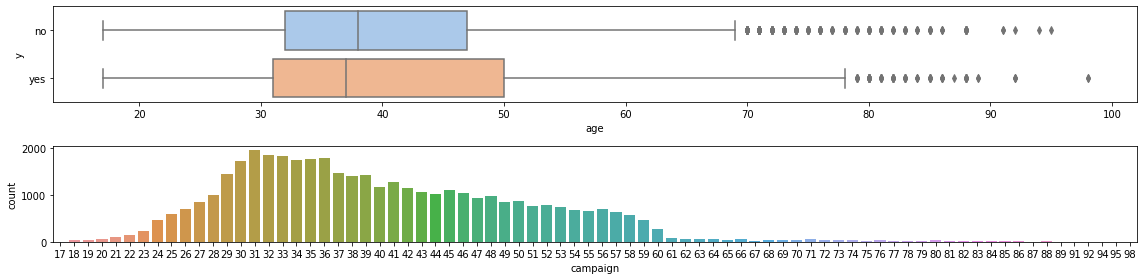 y
no
yes
20 30 40 50 60 70 80 90 100
age
count
2000
1000
0
17 18 19 20 21 22 23 24 25 26 27 28 29 30 31 32 33 34 35 36 37 38 39 40 41 42 43 44 45 46 47 48 49 50 51 52 53 54 55 56 57 58 59 60 61 62 63 64 65 66 67 68 69 70 71 72 73 74 75 76 77 78 79 80 81 82 83 84 85 86 87 88 89 91 92 94 95 98
campaign